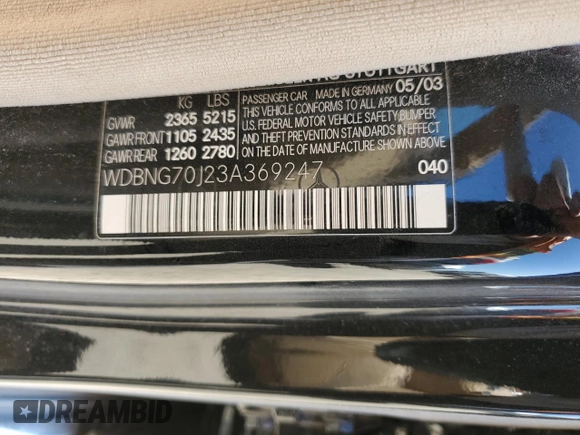 STUTTGART
KG LBS
GVWR 2365 5215
GAWR FRONT 1105 2435
GAWR REAR 1260 2780
PASSENGER CAR MADE IN GERMANY 05/03
THIS VEHICLE CONFORMS TO ALL APPLICABLE
U.S. FEDERAL MOTOR VEHICLE SAFETY, BUMPER
AND THEFT PREVENTION STANDARDS IN EFFECT
ON THE DATE OF MANUFACTURE SHOWN ABOVE.
WDBNG70J23A369247 040
DREAMBID